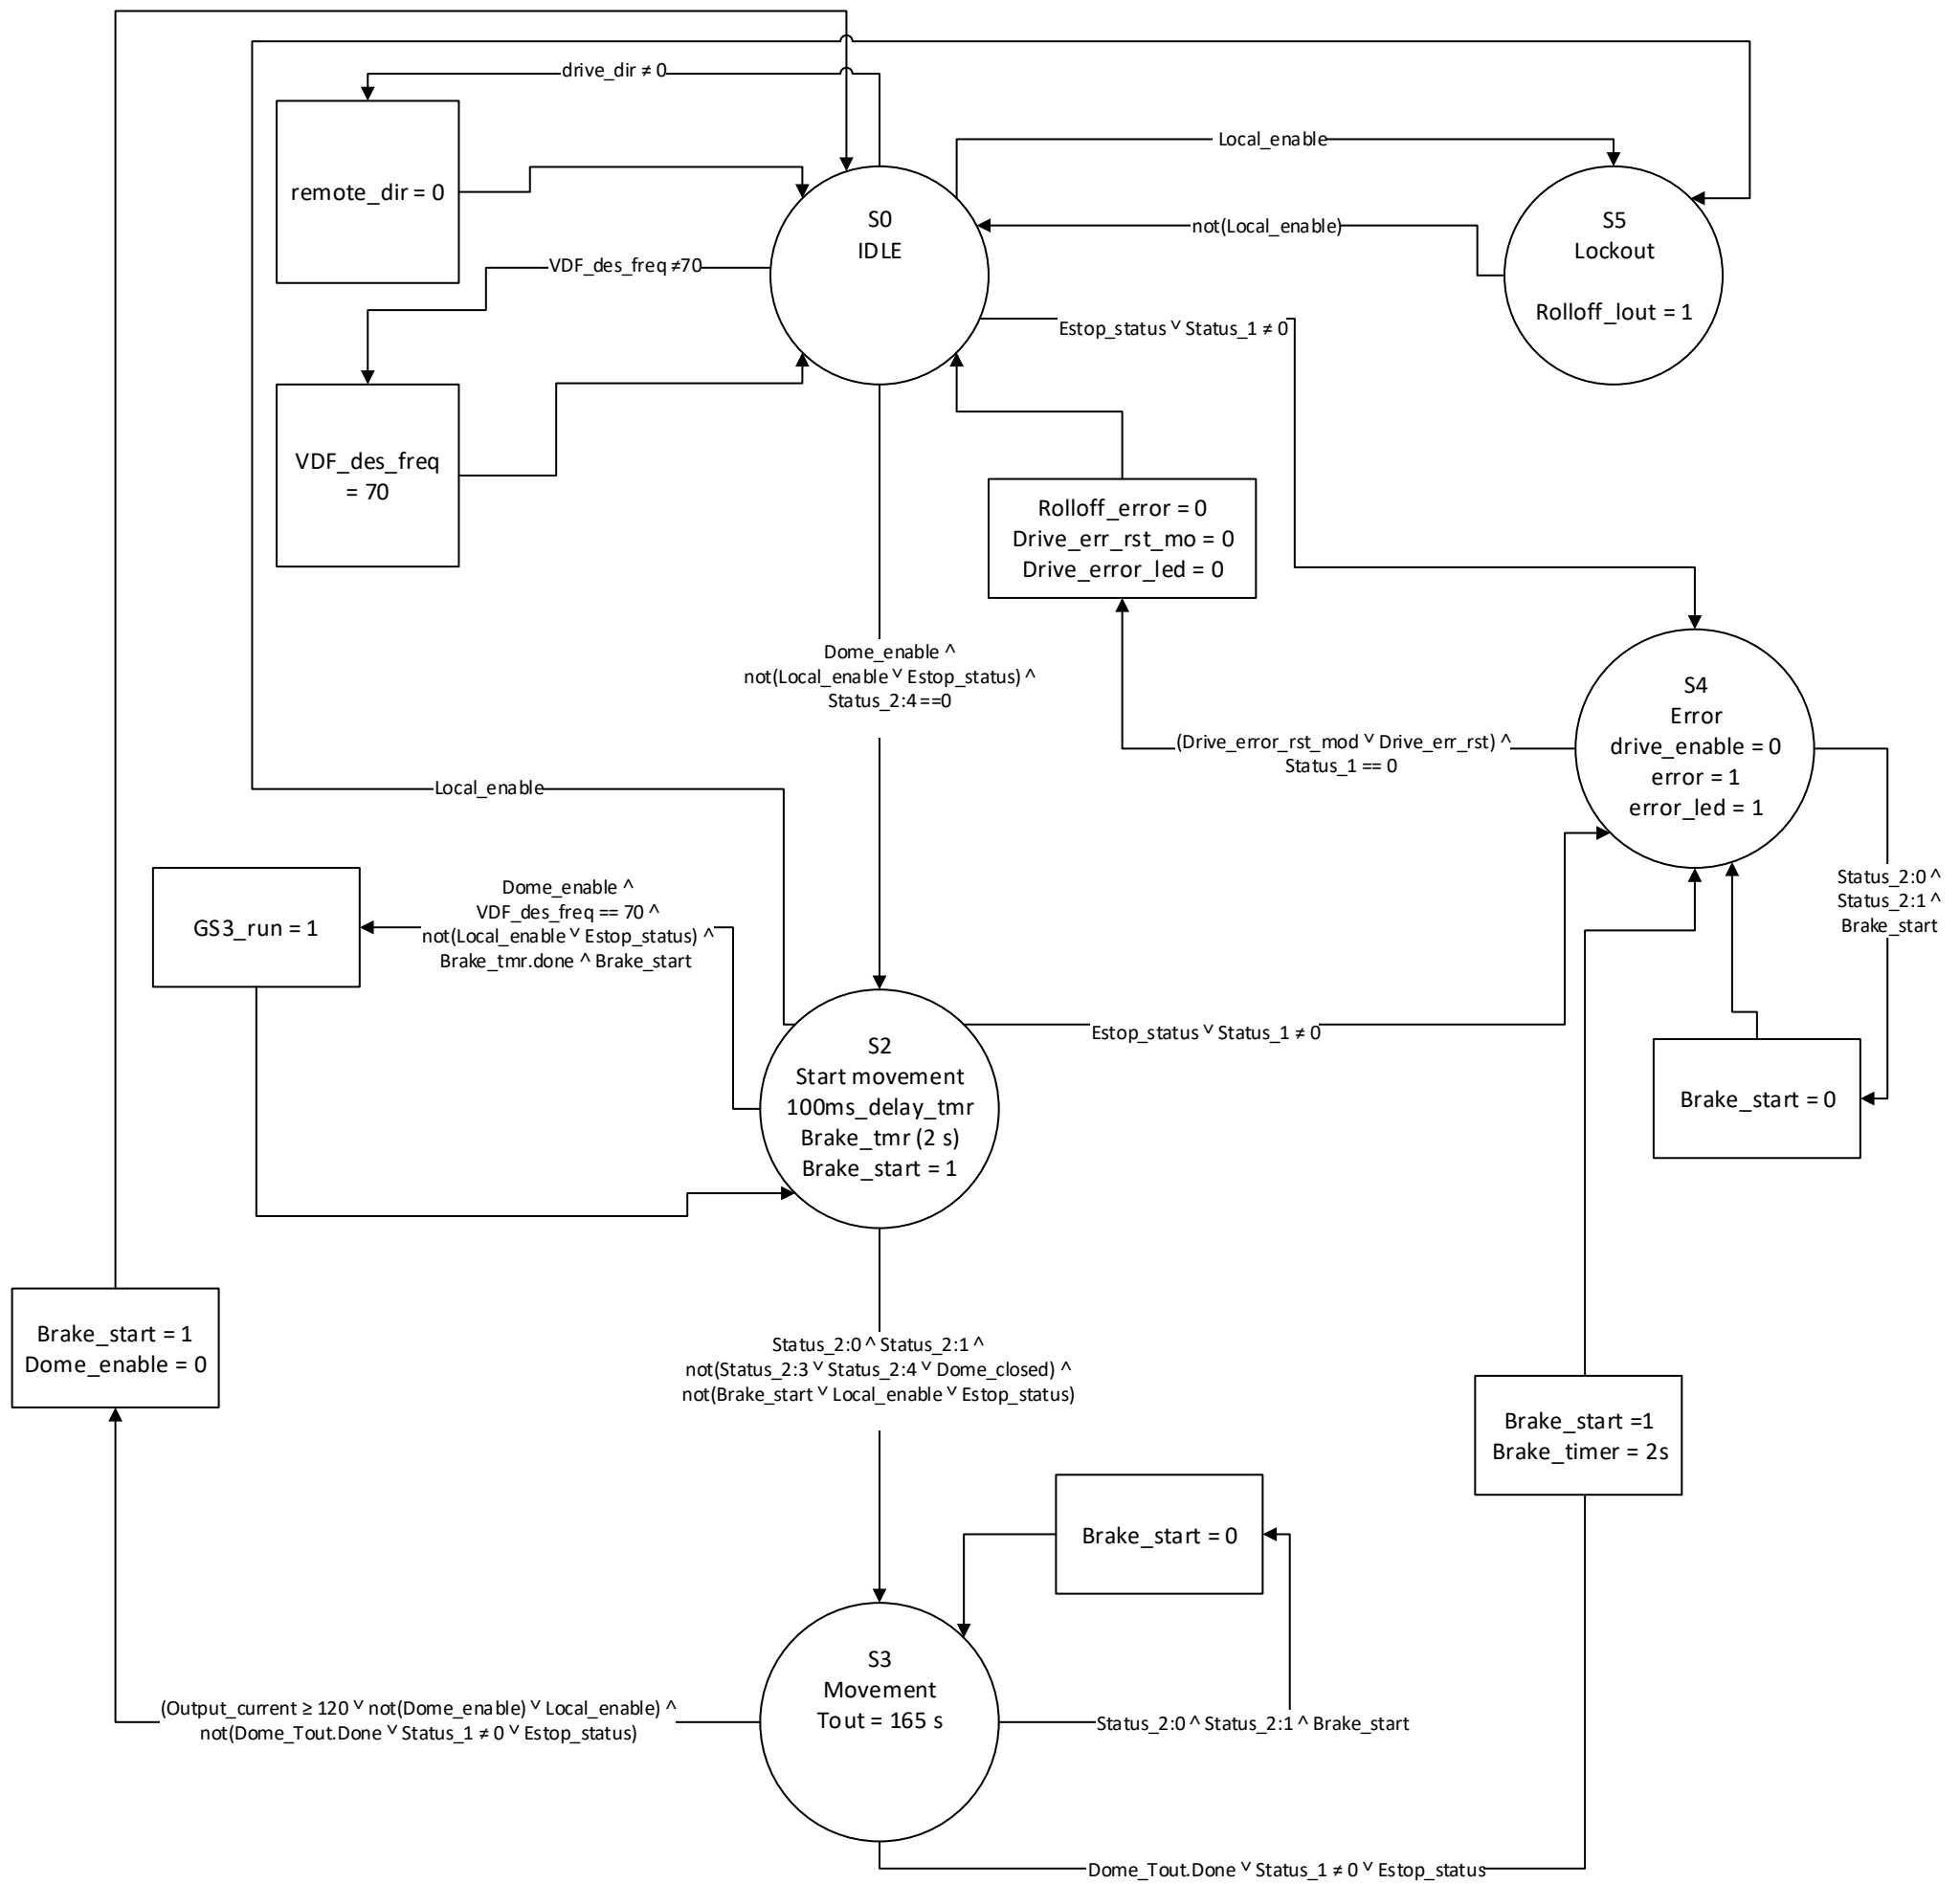 drive_dir ≠ 0
remote_dir = 0
Local_enable
S0
IDLE
S5
Lockout
Rolloff_lout = 1
not(Local_enable)
VDF_des_freq ≠70
Estop_status ˅ Status_1 ≠ 0
VDF_des_freq
= 70
Rolloff_error = 0
Drive_err_rst_mo = 0
Drive_error_led = 0
Dome_enable ^
not(Local_enable ˅ Estop_status) ^
Status_2:4 ==0
S4
Error
drive_enable = 0
error = 1
error_led = 1
(Drive_error_rst_mod ˅ Drive_err_rst) ^
Status_1 == 0
Local_enable
Status_2:0 ^
Status_2:1 ^
Brake_start
GS3_run = 1
Dome_enable ^
VDF_des_freq == 70 ^
not(Local_enable ˅ Estop_status) ^
Brake_tmr.done ^ Brake_start
Estop_status ˅ Status_1 ≠ 0
S2
Start movement
100ms_delay_tmr
Brake_tmr (2 s)
Brake_start = 1
Brake_start = 0
Brake_start = 1
Dome_enable = 0
Status_2:0 ^ Status_2:1 ^
not(Status_2:3 ˅ Status_2:4 ˅ Dome_closed) ^
not(Brake_start ˅ Local_enable ˅ Estop_status)
Brake_start =1
Brake_timer = 2s
Brake_start = 0
S3
Movement
Tout = 165 s
(Output_current ≥ 120 ˅ not(Dome_enable) ˅ Local_enable) ^
not(Dome_Tout.Done ˅ Status_1 ≠ 0 ˅ Estop_status)
Status_2:0 ^ Status_2:1 ^ Brake_start
Dome_Tout.Done ˅ Status_1 ≠ 0 ˅ Estop_status